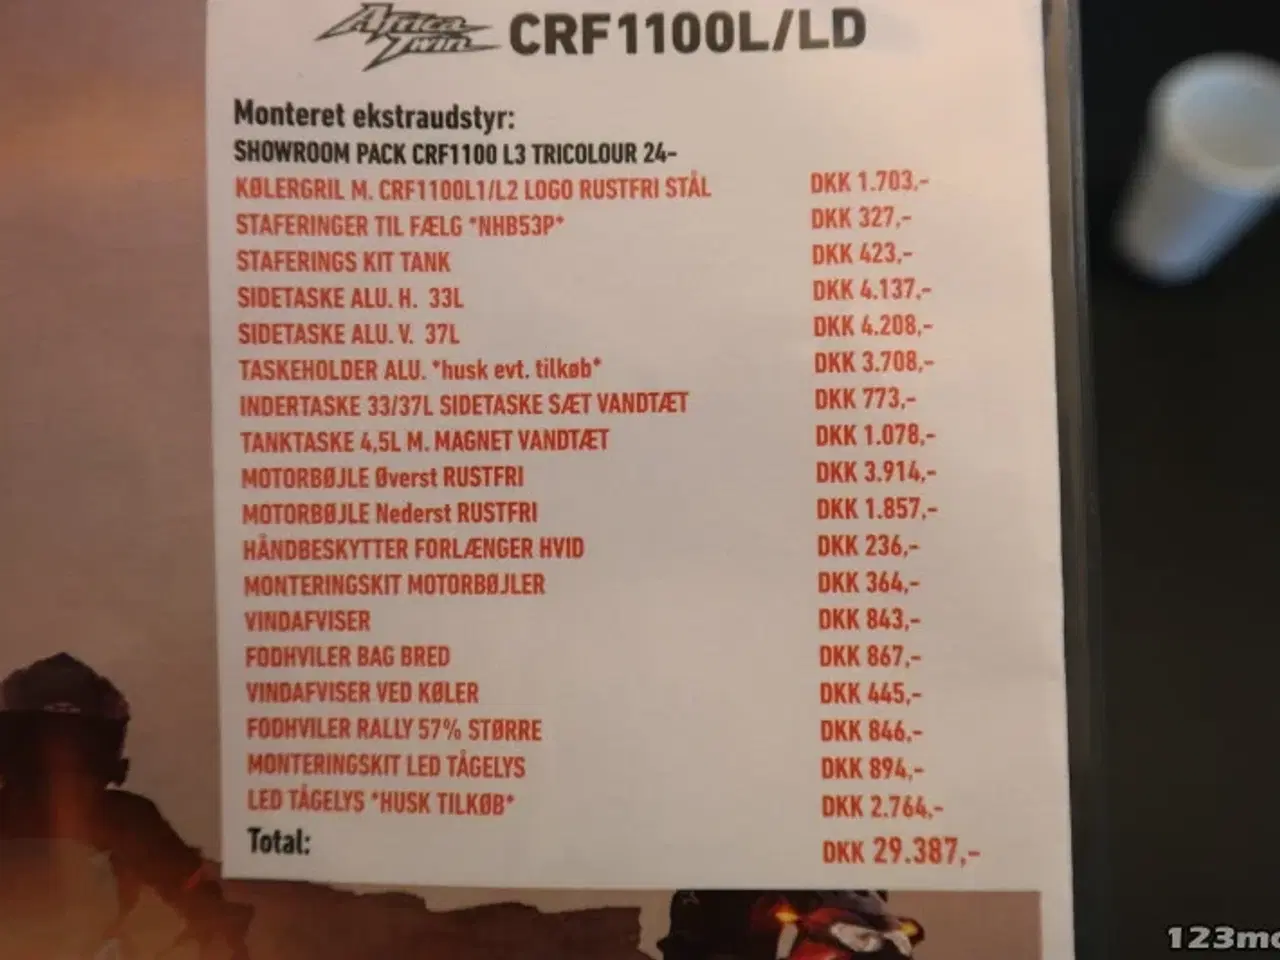 Africa Twin CRF1100L/LD
Monteret ekstraudstyr:
SHOWROOM PACK CRF1100 L3 TRICOLOUR 24-
KØLERGRIL M. CRF1100L1/L2 LOGO RUSTFRI STÅL DKK 1.703,-
STAFERINGER TIL FÆLG *NHB53P* DKK 327,-
STAFERINGS KIT TANK DKK 423,-
SIDETASKE ALU. H. 33L DKK 4.137,-
SIDETASKE ALU. V. 37L DKK 4.208,-
TASKEHOLDER ALU. *husk evt. tilkøb* DKK 3.708,-
INDERTASKE 33/37L SIDETASKE SÆT VANDTÆT DKK 773,-
TANKTASKE 4,5L M. MAGNET VANDTÆT DKK 1.078,-
MOTORBØJLE Øverst RUSTFRI DKK 3.914,-
MOTORBØJLE Nederst RUSTFRI DKK 1.857,-
HÅNDBESKYTTER FORLÆNGER HVID DKK 236,-
MONTERINGSKIT MOTORBØJLER DKK 364,-
VINDAFVISER DKK 843,-
FODHVILER BAG BRED DKK 867,-
VINDAFVISER VED KØLER DKK 445,-
FODHVILER RALLY 57% STØRRE DKK 846,-
MONTERINGSKIT LED TÅGELYS DKK 894,-
LED TÅGELYS *HUSK TILKØB* DKK 2.764,-
Total: DKK 29.387,-